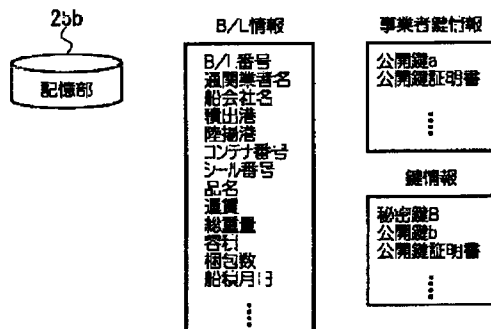 25b
記憶部
B/L情報
B/L番号
通関業者名
船会社名
積出港
陸揚港
コンテナ番号
シール番号
品名
運賃
総重量
容積
梱包数
船積月日
事業者鍵付報
公開鍵a
公開鍵証明書
鍵情報
秘密鍵B
公開鍵b
公開鍵証明書